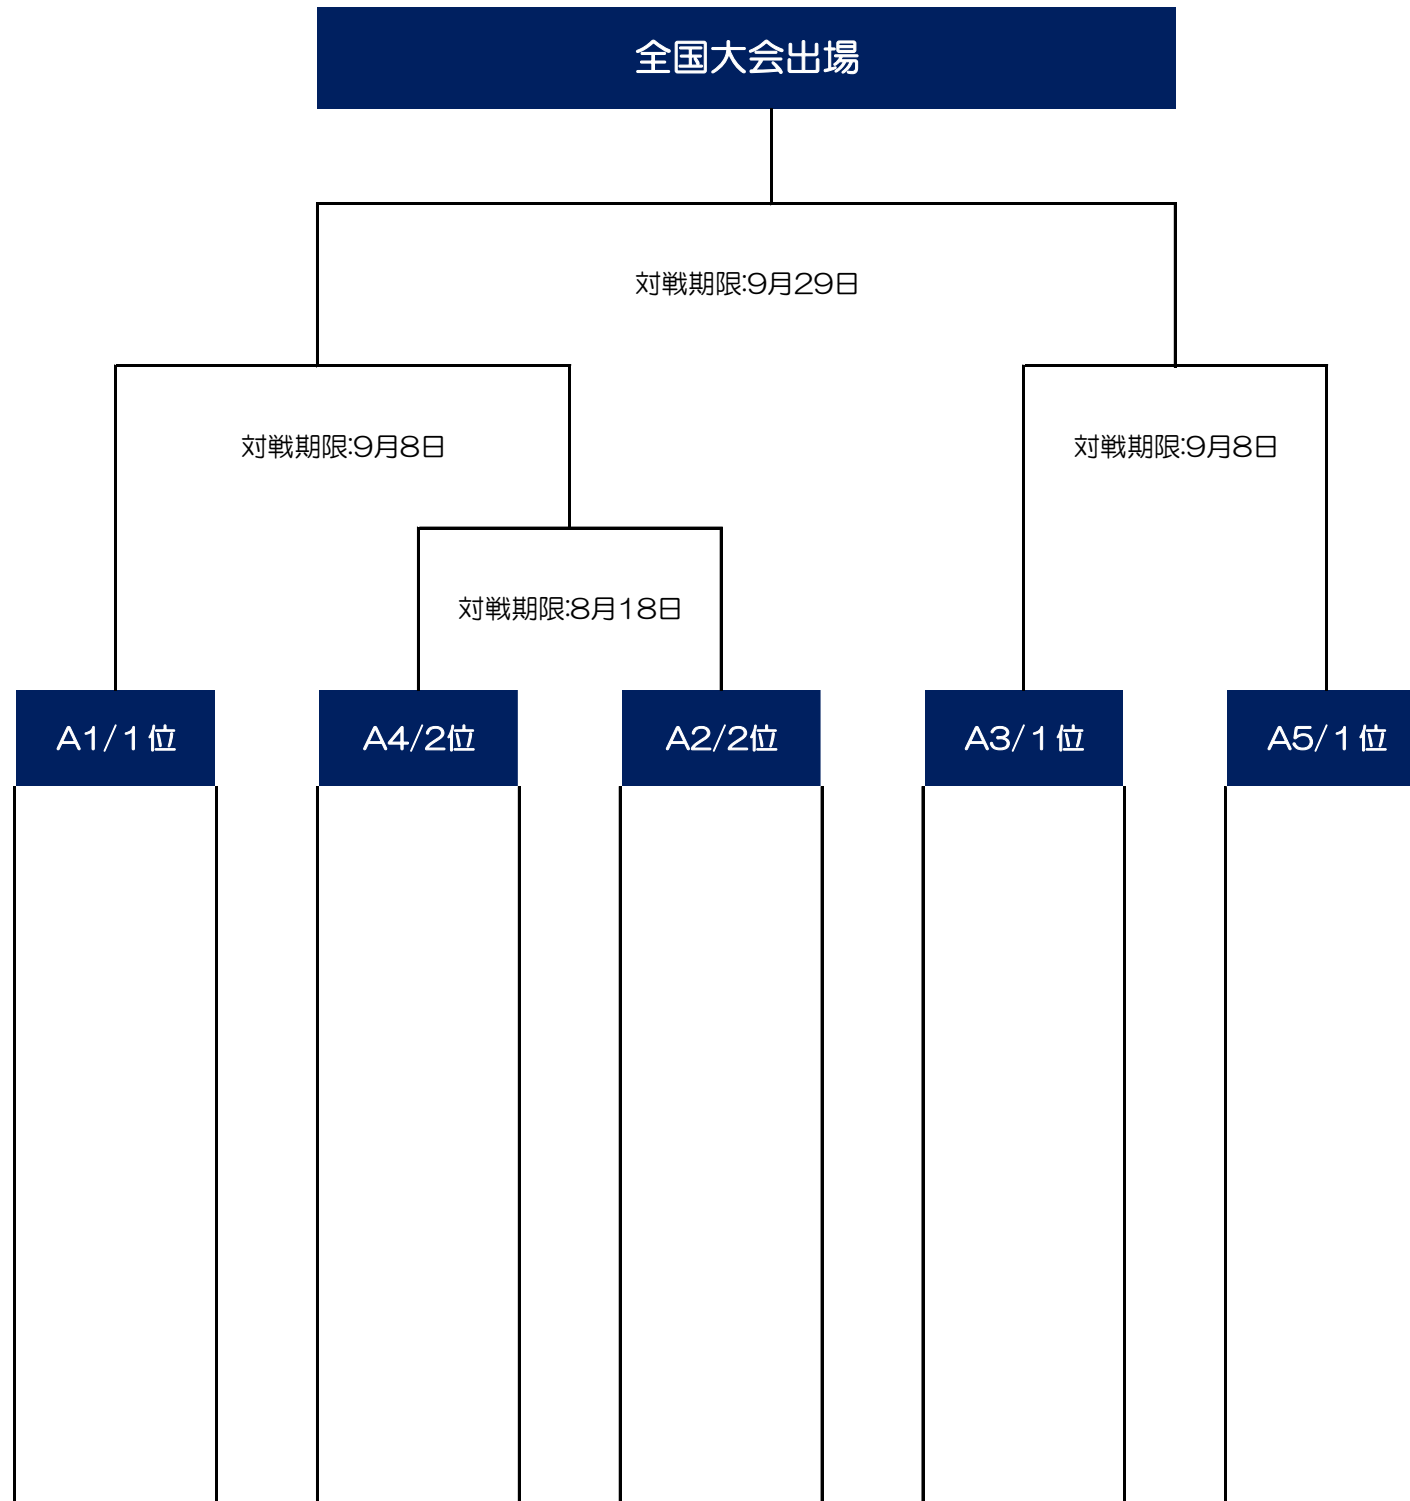 全国大会出場
対戦期限:9月29日
対戦期限:9月8日
対戦期限:9月8日
対戦期限:8月18日
A1/1位
A4/2位
A2/2位
A3/1位
A5/1位